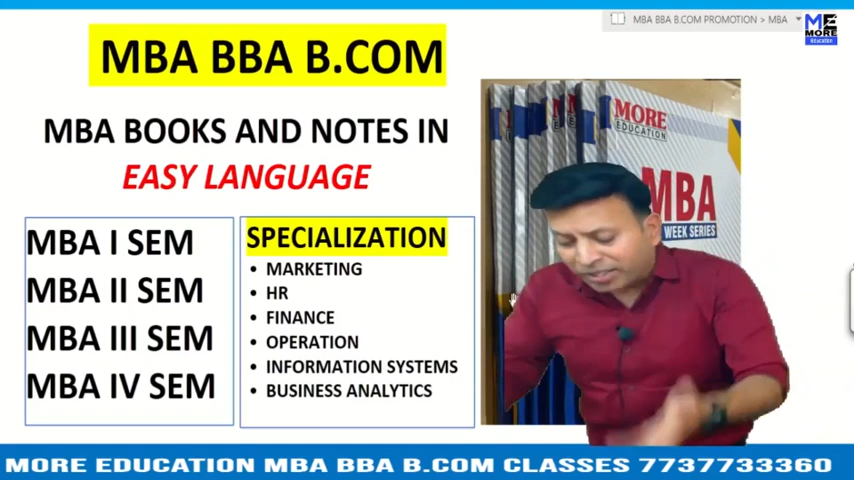 MBA BBA B.COM PROMOTION > MBA
ME
MORE
Education
MBA BBA B.COM
MBA BOOKS AND NOTES IN
EASY LANGUAGE
MBA I SEM
MBA II SEM
MBA III SEM
MBA IV SEM
SPECIALIZATION
• MARKETING
• HR
• FINANCE
• OPERATION
• INFORMATION SYSTEMS
• BUSINESS ANALYTICS
MORE
EDUCATION
MBA
WEEK SERIES
MORE EDUCATION MBA BBA B.COM CLASSES 7737733360